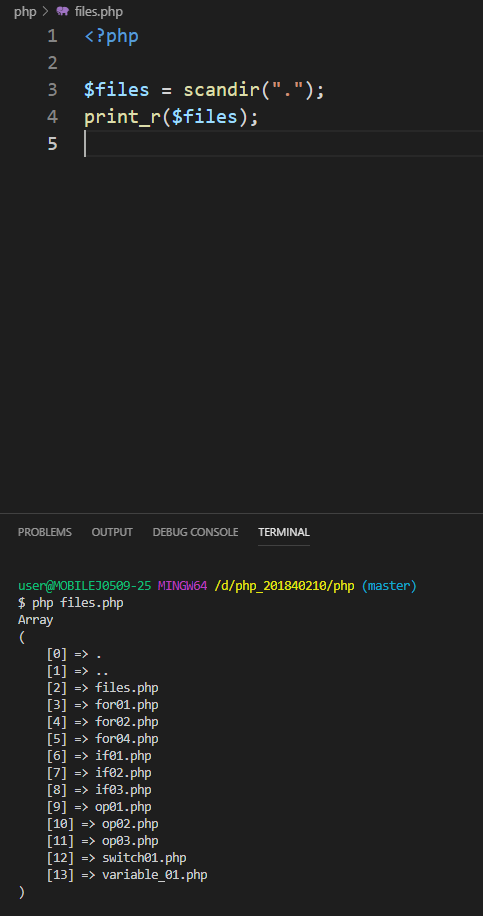 php > files.php
1 <?php
2
3 $files = scandir(".");
4 print_r($files);
5
PROBLEMS OUTPUT DEBUG CONSOLE TERMINAL
user@MOBILEJ0509-25 MINGW64 /d/php_201840210/php (master)
$ php files.php
Array
(
    [0] => .
    [1] => ..
    [2] => files.php
    [3] => for01.php
    [4] => for02.php
    [5] => for04.php
    [6] => if01.php
    [7] => if02.php
    [8] => if03.php
    [9] => op01.php
    [10] => op02.php
    [11] => op03.php
    [12] => switch01.php
    [13] => variable_01.php
)